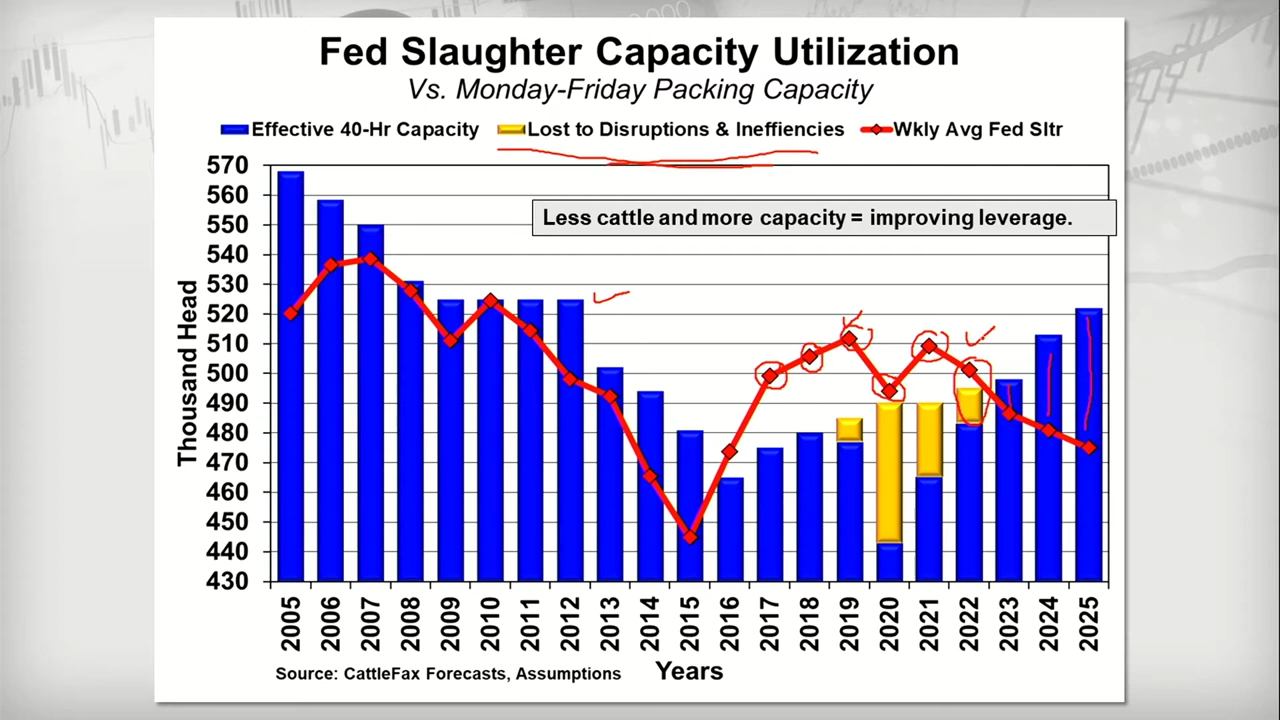 Fed Slaughter Capacity Utilization
Vs. Monday-Friday Packing Capacity
Effective 40-Hr Capacity Lost to Disruptions & Ineffiencies Wkly Avg Fed Sltr
570
560
550
540
530
520
510
500
490
480
470
460
450
440
430
Thousand Head
Less cattle and more capacity = improving leverage.
2005 2006 2007 2008 2009 2010 2011 2012 2013 2014 2015 2016 2017 2018 2019 2020 2021 2022 2023 2024 2025
Source: CattleFax Forecasts, Assumptions Years